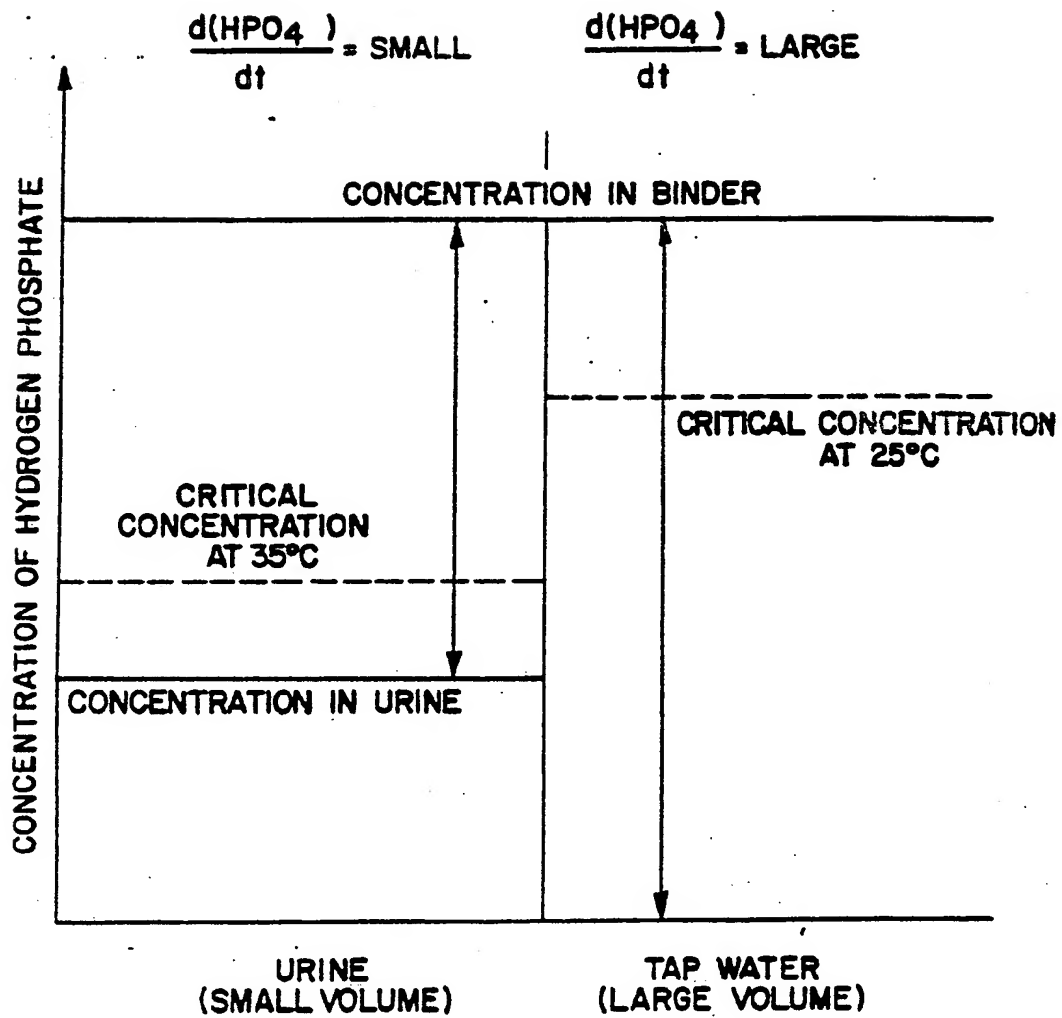 d(HPO4 ) = SMALL
dt
d(HPO4 ) = LARGE
dt
CONCENTRATION OF HYDROGEN PHOSPHATE
CONCENTRATION IN BINDER
CRITICAL CONCENTRATION
AT 25°C
CRITICAL
CONCENTRATION
AT 35°C
CONCENTRATION IN URINE
URINE
(SMALL VOLUME)
TAP WATER
(LARGE VOLUME)